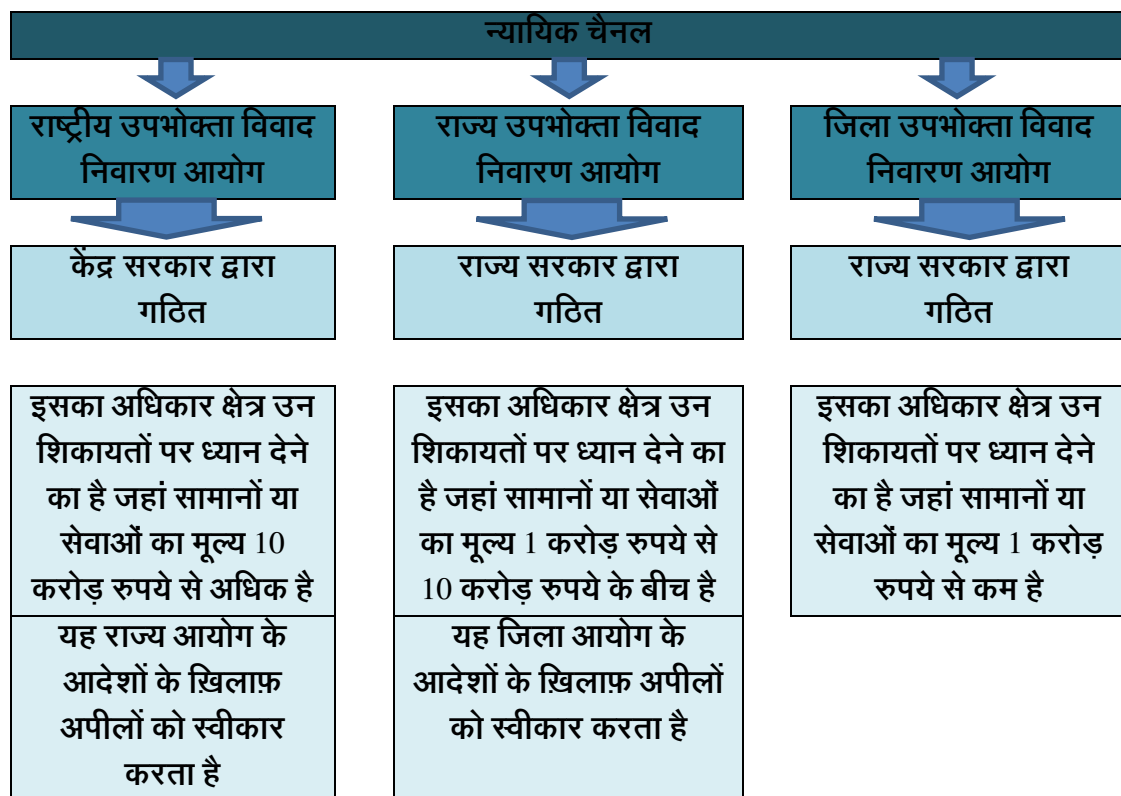 न्यायिक चैनल
राष्ट्रीय उपभोक्ता विवाद
निवारण आयोग
केंद्र सरकार द्वारा
गठित
इसका अधिकार क्षेत्र उन
शिकायतों पर ध्यान देने
का है जहां सामानों या
सेवाओं का मूल्य 10
करोड़ रुपये से अधिक है
यह राज्य आयोग के
आदेशों के ख़िलाफ़
अपीलों को स्वीकार
करता है
राज्य उपभोक्ता विवाद
निवारण आयोग
राज्य सरकार द्वारा
गठित
इसका अधिकार क्षेत्र उन
शिकायतों पर ध्यान देने का
है जहां सामानों या सेवाओं
का मूल्य 1 करोड़ रुपये से
10 करोड़ रुपये के बीच है
यह जिला आयोग के
आदेशों के ख़िलाफ़ अपीलों
को स्वीकार करता है
जिला उपभोक्ता विवाद
निवारण आयोग
राज्य सरकार द्वारा
गठित
इसका अधिकार क्षेत्र उन
शिकायतों पर ध्यान देने
का है जहां सामानों या
सेवाओं का मूल्य 1 करोड़
रुपये से कम है